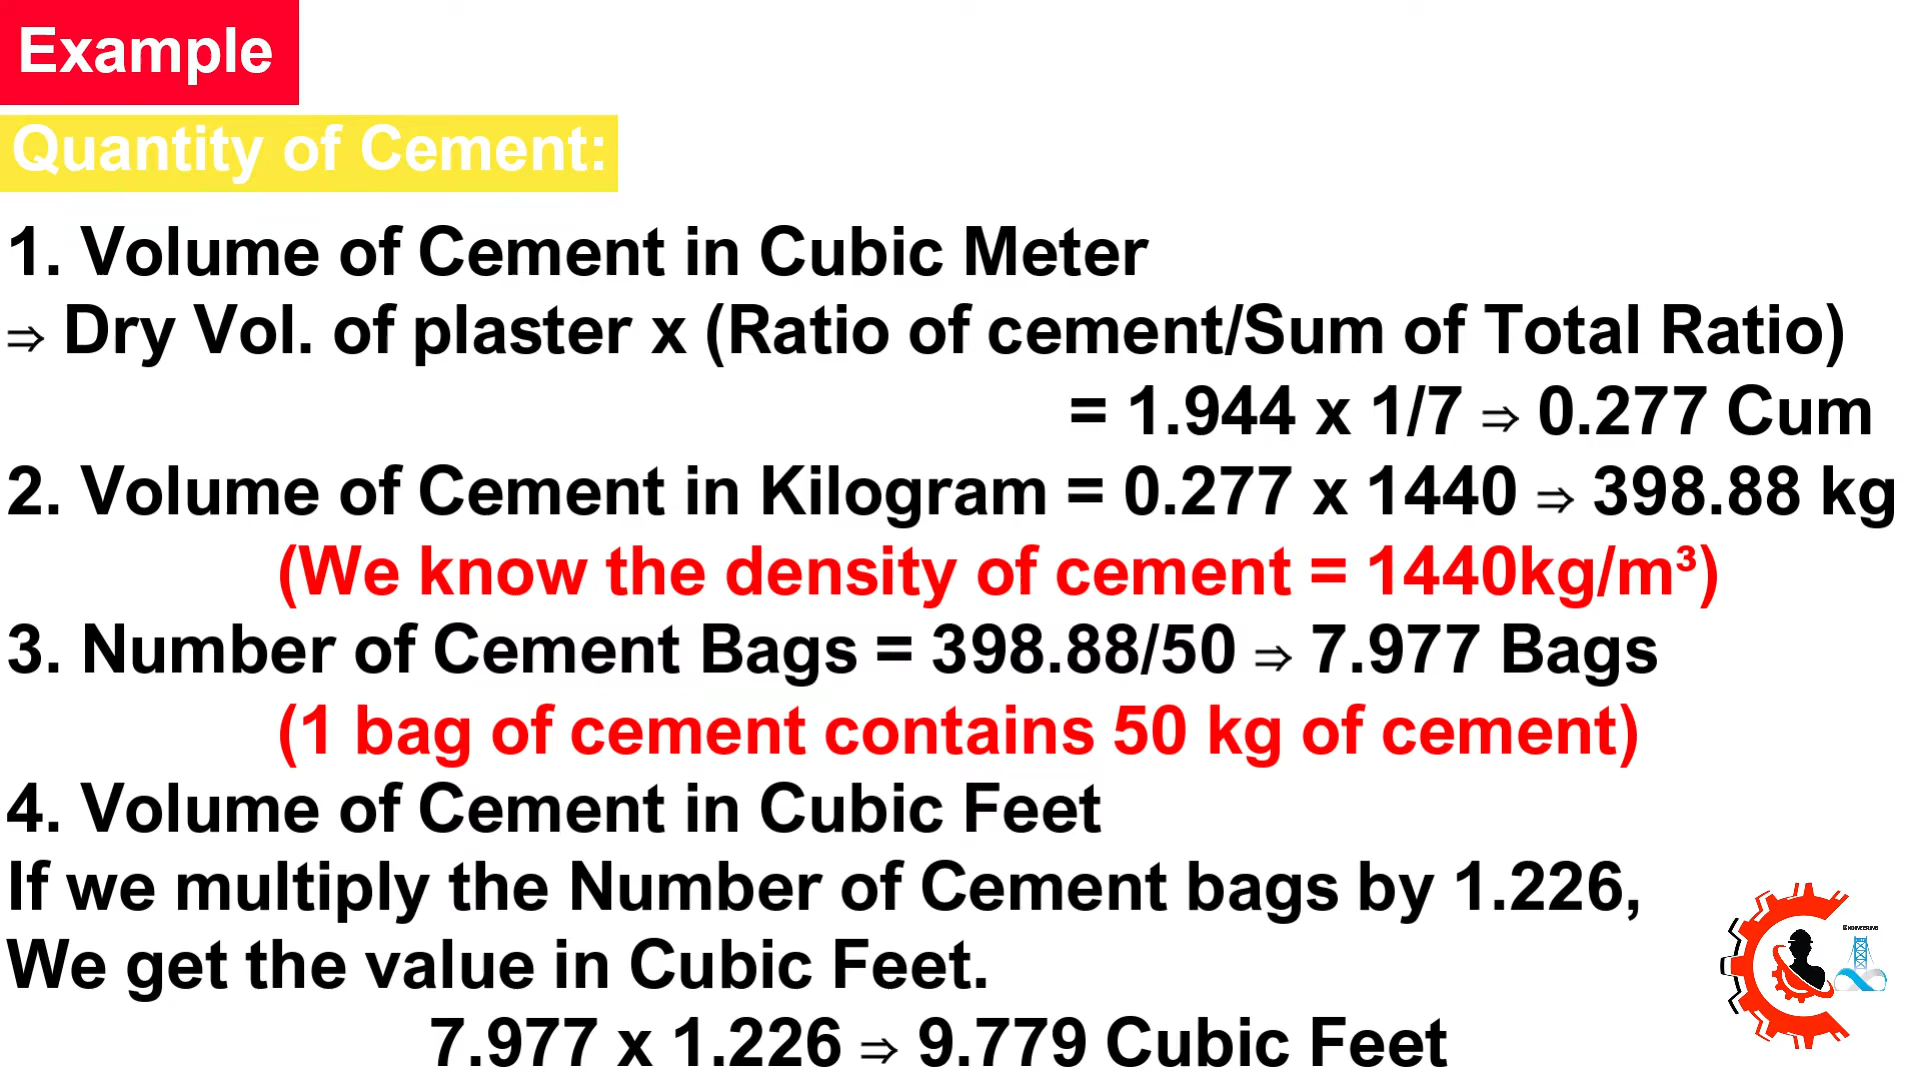 Example
Quantity of Cement:
1. Volume of Cement in Cubic Meter
⇒ Dry Vol. of plaster x (Ratio of cement/Sum of Total Ratio)
= 1.944 x 1/7 ⇒ 0.277 Cum
2. Volume of Cement in Kilogram = 0.277 x 1440 ⇒ 398.88 kg
(We know the density of cement = 1440kg/m³)
3. Number of Cement Bags = 398.88/50 ⇒ 7.977 Bags
(1 bag of cement contains 50 kg of cement)
4. Volume of Cement in Cubic Feet
If we multiply the Number of Cement bags by 1.226,
We get the value in Cubic Feet.
7.977 x 1.226 ⇒ 9.779 Cubic Feet
ENGINEERING